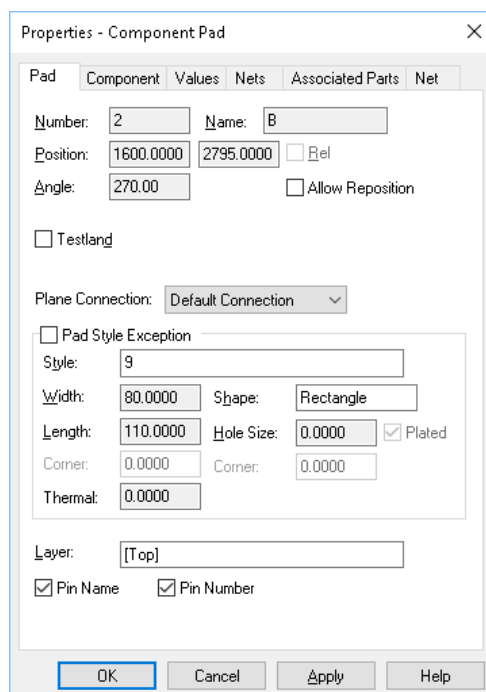 Properties - Component Pad
Pad Component Values Nets Associated Parts Net
Number: 2 Name: B
Position: 1600.0000 2795.0000 Rel
Angle: 270.00 Allow Reposition
Testland
Plane Connection: Default Connection
Pad Style Exception
Style: 9
Width: 80.0000 Shape: Rectangle
Length: 110.0000 Hole Size: 0.0000 Plated
Corner: 0.0000 Corner: 0.0000
Thermal: 0.0000
Layer: [Top]
Pin Name Pin Number
OK Cancel Apply Help